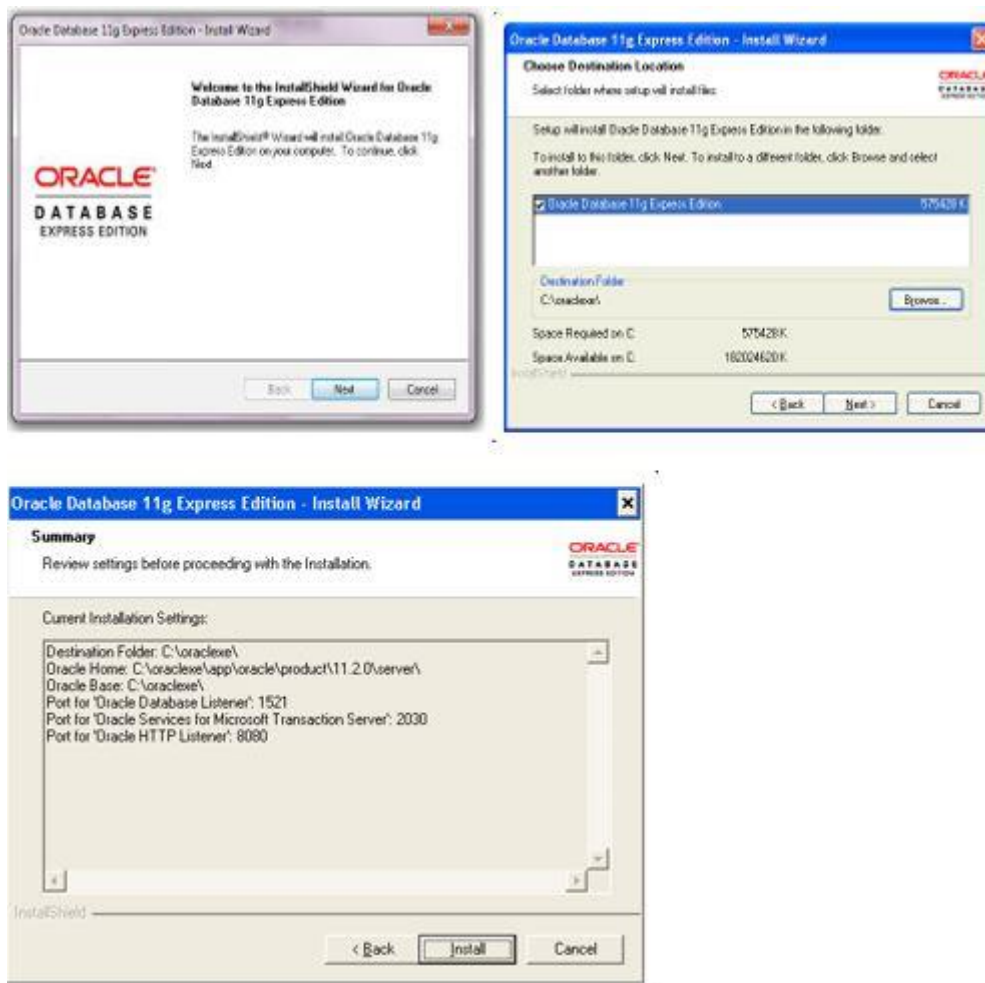 Oracle Database 11g Express Edition - Install Wizard
Welcome to the InstallShield Wizard for Oracle
Database 11g Express Edition
The InstallShield® Wizard will install Oracle Database 11g
Express Edition on your computer. To continue, click
Next.
ORACLE
DATABASE
EXPRESS EDITION
Back Next Cancel
Oracle Database 11g Express Edition - Install Wizard
Choose Destination Location
Select folder where setup will install files.
ORACLE
DATABASE
EXPRESS EDITION
Setup will install Oracle Database 11g Express Edition in the following folder.
To install to this folder, click Next. To install to a different folder, click Browse and select
another folder.
Oracle Database 11g Express Edition 575428 K
Destination Folder
C:\oraclexe\
Browse...
Space Required on C: 575428 K
Space Available on C: 182024620 K
InstallShield
< Back Next > Cancel
Oracle Database 11g Express Edition - Install Wizard
Summary
Review settings before proceeding with the Installation.
ORACLE
DATABASE
EXPRESS EDITION
Current Installation Settings:
Destination Folder: C:\oraclexe\
Oracle Home: C:\oraclexe\app\oracle\product\11.2.0\server\
Oracle Base: C:\oraclexe\
Port for 'Oracle Database Listener': 1521
Port for 'Oracle Services for Microsoft Transaction Server': 2030
Port for 'Oracle HTTP Listener': 8080
InstallShield
< Back Install Cancel